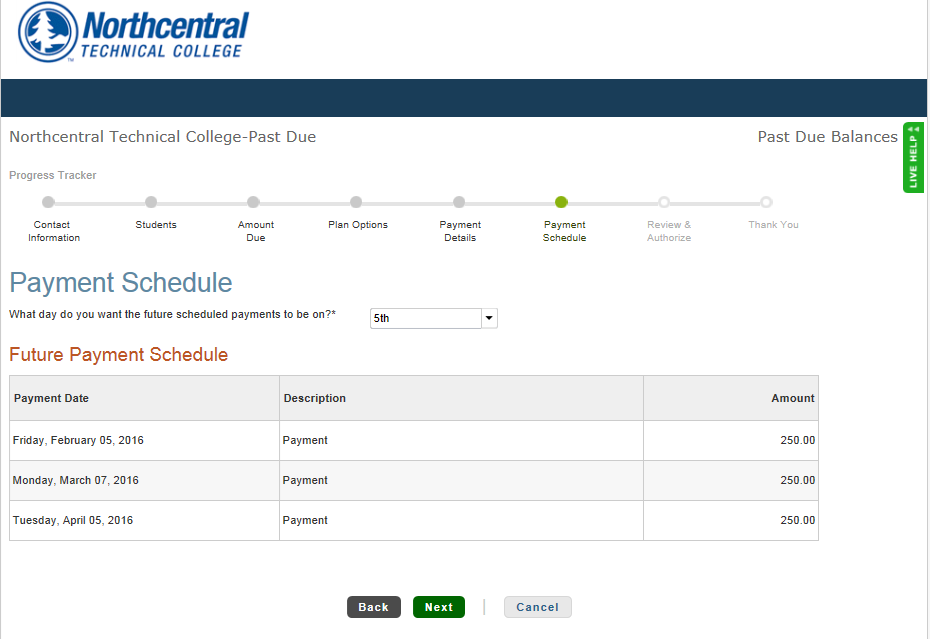 Northcentral
TECHNICAL COLLEGE
TM
Northcentral Technical College-Past Due
Past Due Balances
LIVE HELP
Progress Tracker
Contact Information
Students
Amount Due
Plan Options
Payment Details
Payment Schedule
Review & Authorize
Thank You
Payment Schedule
What day do you want the future scheduled payments to be on?*
5th
Future Payment Schedule
Payment Date Description Amount
Friday, February 05, 2016 Payment 250.00
Monday, March 07, 2016 Payment 250.00
Tuesday, April 05, 2016 Payment 250.00
Back Next | Cancel